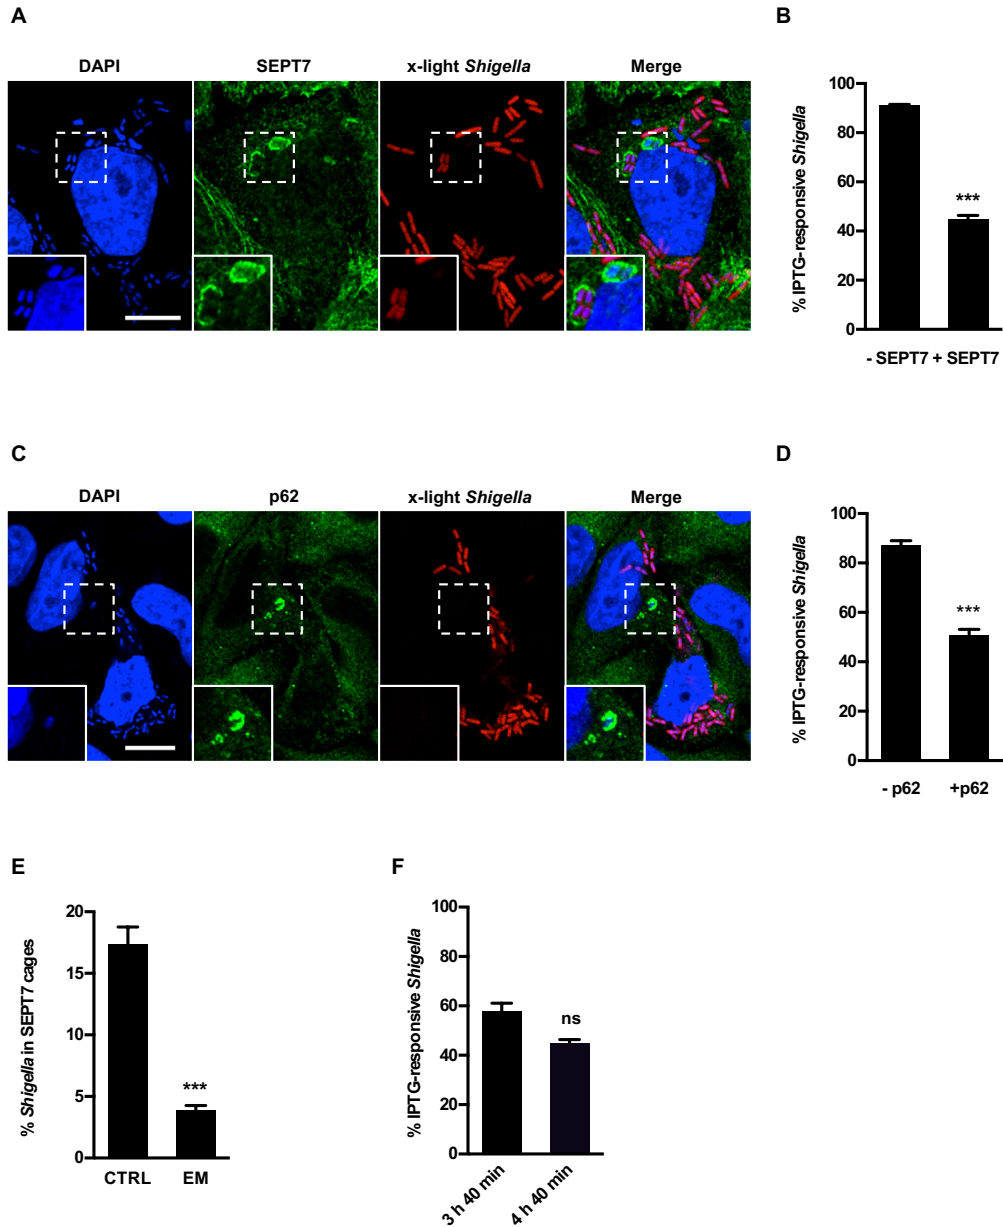 A
DAPI SEPT7 x-light Shigella Merge
B
% IPTG-responsive Shigella
100
80
60
40
20
0
***
- SEPT7 + SEPT7
C
DAPI p62 x-light Shigella Merge
D
% IPTG-responsive Shigella
100
80
60
40
20
0
***
- p62 +p62
E
% Shigella in SEPT7 cages
20
15
10
5
0
***
CTRL EM
F
% IPTG-responsive Shigella
100
80
60
40
20
0
ns
3 h 40 min 4 h 40 min